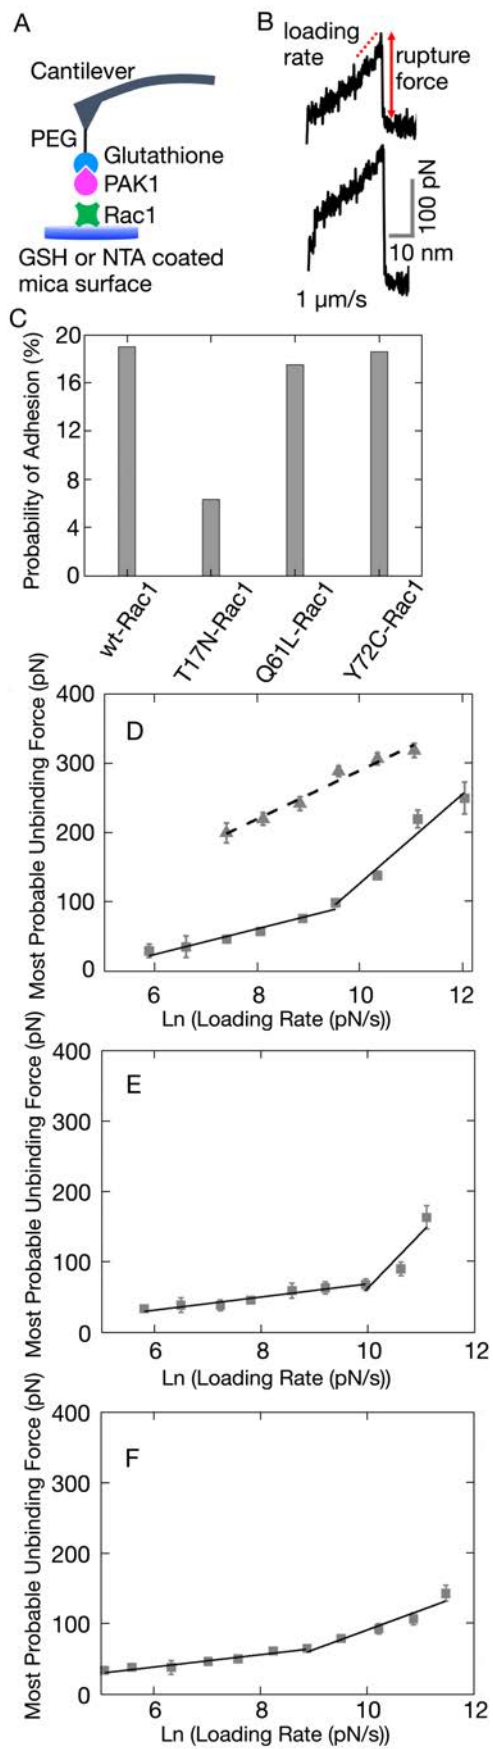 A
Cantilever
PEG
Glutathione
PAK1
Rac1
GSH or NTA coated
mica surface
B
loading
rate
rupture
force
100 pN
10 nm
1 μm/s
C
Probability of Adhesion (%)
20
16
12
8
4
0
wt-Rac1
T17N-Rac1
Q61L-Rac1
Y72C-Rac1
D
Most Probable Unbinding Force (pN)
400
300
200
100
0
6 8 10 12
Ln (Loading Rate (pN/s))
E
Most Probable Unbinding Force (pN)
400
300
200
100
0
6 8 10 12
Ln (Loading Rate (pN/s))
F
Most Probable Unbinding Force (pN)
400
300
200
100
0
6 8 10 12
Ln (Loading Rate (pN/s))